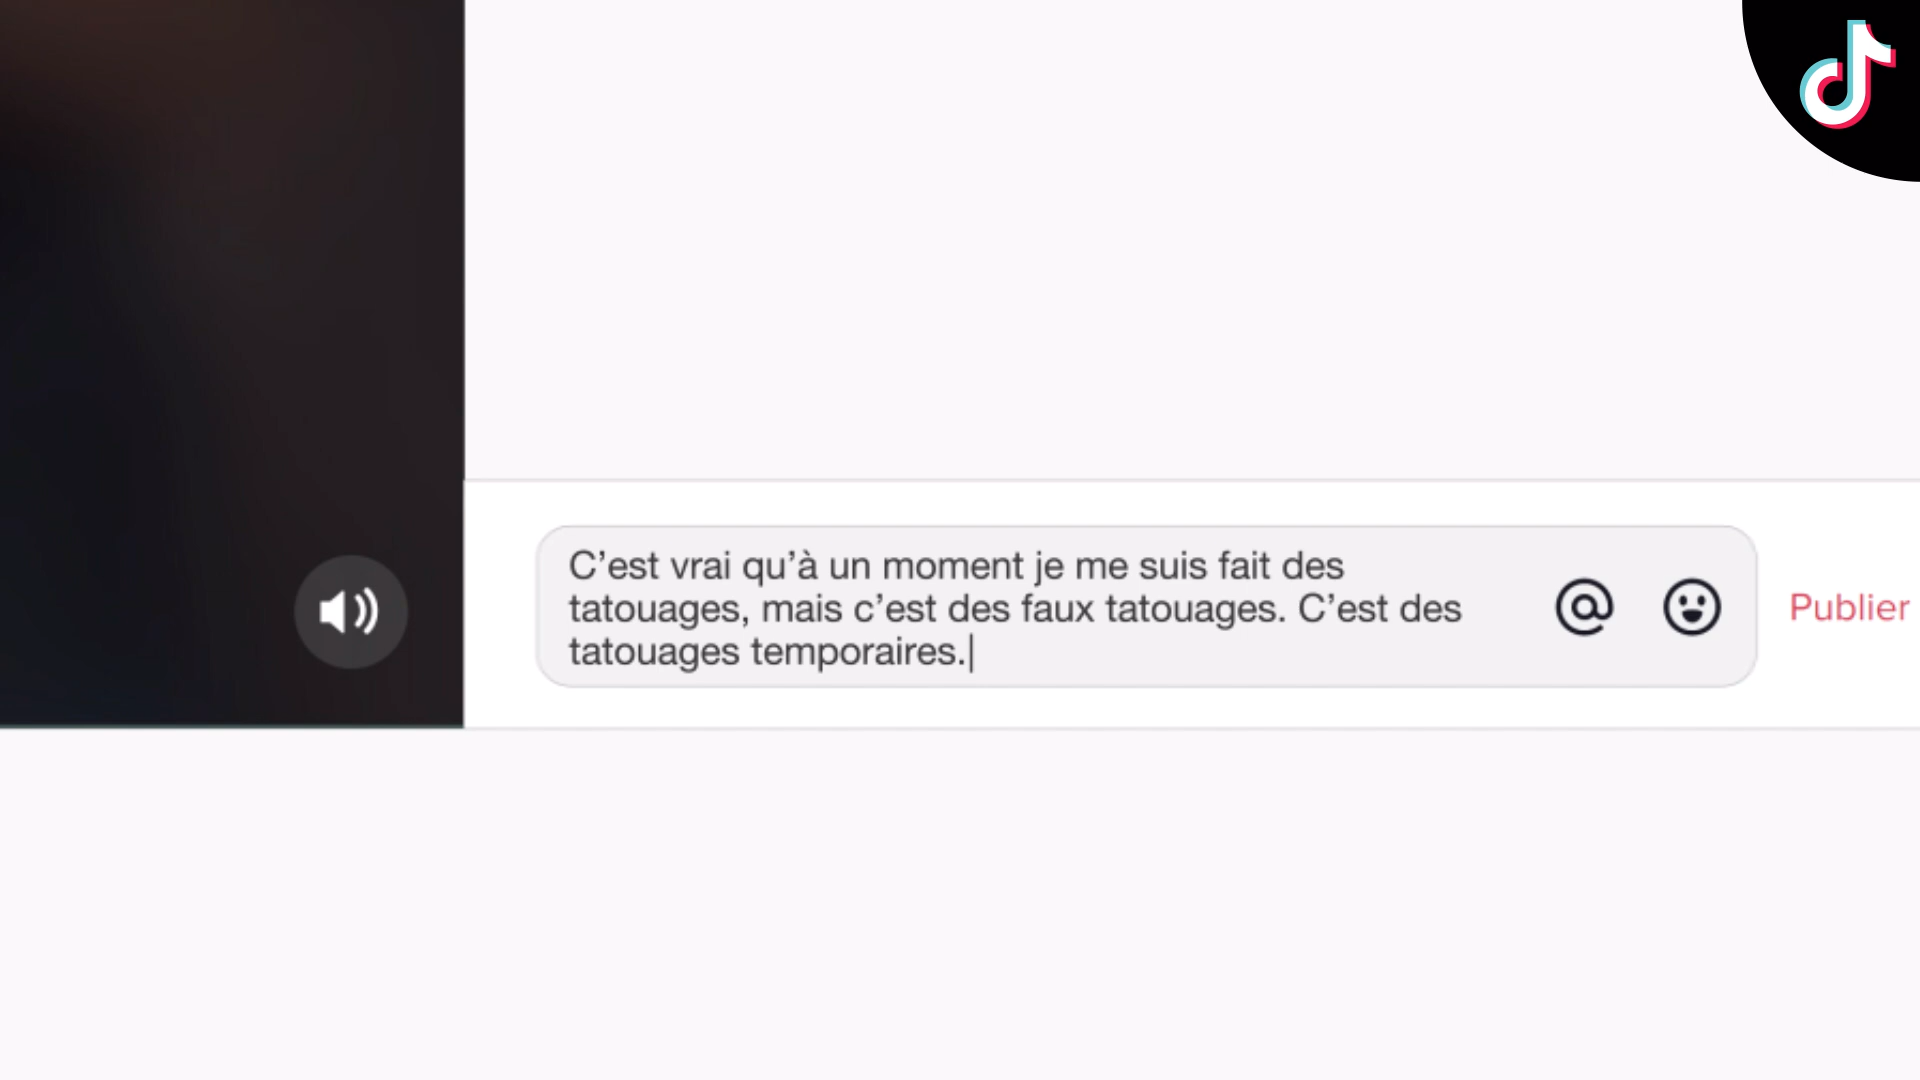 C’est vrai qu’à un moment je me suis fait des
tatouages, mais c’est des faux tatouages. C’est des
tatouages temporaires.
Publier